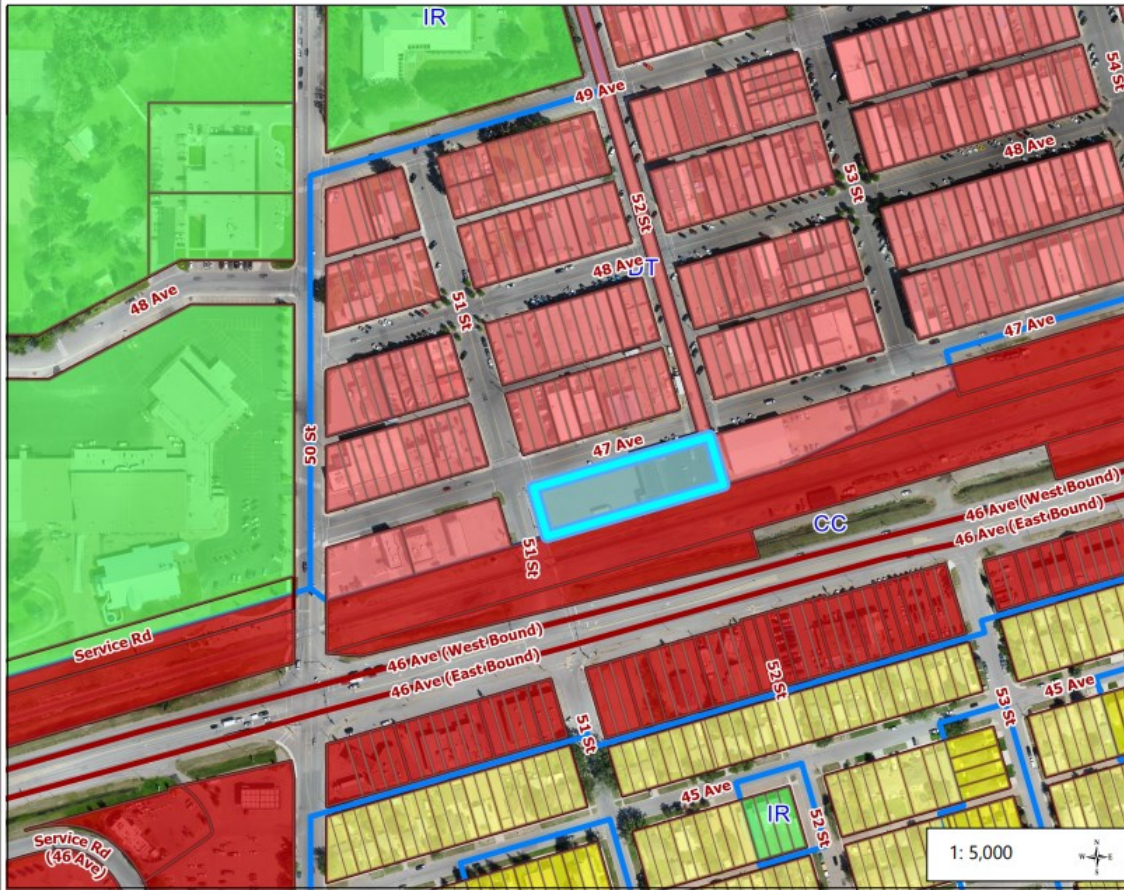 IR
54 St
49 Ave
48 Ave
53 St
52 St
48 Ave
DT
48 Ave
51 St
47 Ave
50 St
47 Ave
46 Ave (West Bound)
CC
46 Ave (East Bound)
51 St
Service Rd
46 Ave (West Bound)
46 Ave (East Bound)
52 St
45 Ave
53 St
51 St
45 Ave
IR
52 St
Service Rd
(46 Ave)
1: 5,000
N
W
E
S